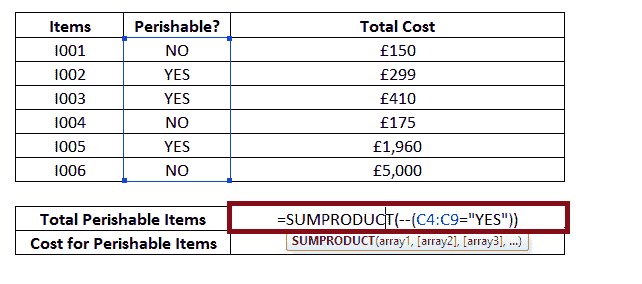 Items Perishable? Total Cost
I001 NO £150
I002 YES £299
I003 YES £410
I004 NO £175
I005 YES £1,960
I006 NO £5,000
Total Perishable Items =SUMPRODUCT(--(C4:C9="YES"))
Cost for Perishable Items SUMPRODUCT(array1, [array2], [array3], ...)